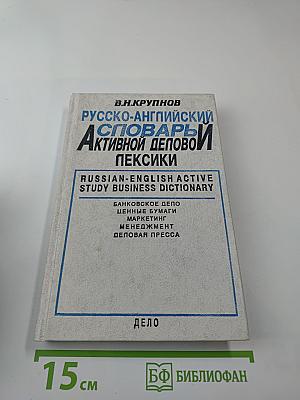 В.Н.КРУПНОВ
РУССКО-АНГЛИЙСКИЙ
СЛОВАРЬ
АКТИВНОЙ ДЕЛОВОЙ
ЛЕКСИКИ
RUSSIAN-ENGLISH ACTIVE
STUDY BUSINESS DICTIONARY
БАНКОВСКОЕ ДЕЛО
ЦЕННЫЕ БУМАГИ
МАРКЕТИНГ
МЕНЕДЖМЕНТ
ДЕЛОВАЯ ПРЕССА
ДЕЛО
15 см
БФ БИБЛИОФАН